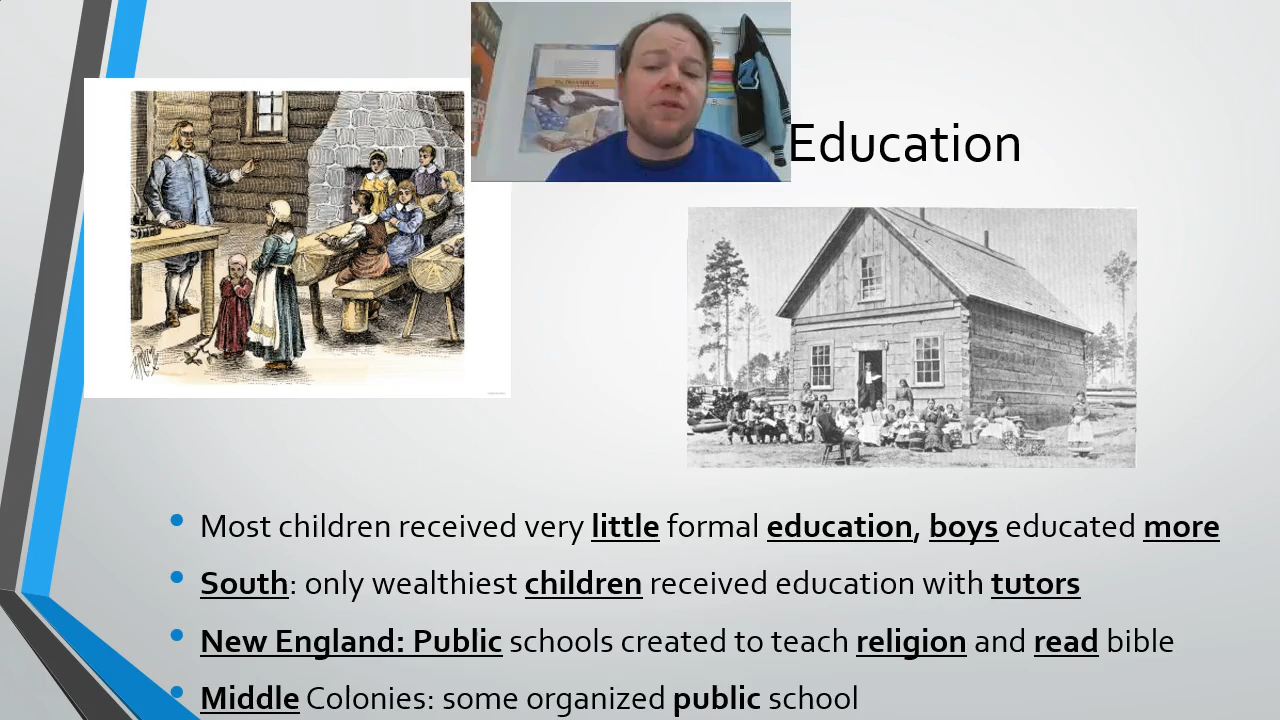 Education
Most children received very little formal education, boys educated more
South: only wealthiest children received education with tutors
New England: Public schools created to teach religion and read bible
Middle Colonies: some organized public school